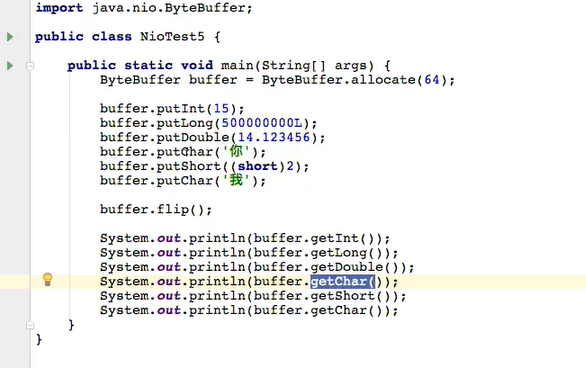 import java.nio.ByteBuffer;
public class NioTest5 {
public static void main(String[] args) {
ByteBuffer buffer = ByteBuffer.allocate(64);
buffer.putInt(15);
buffer.putLong(500000000L);
buffer.putDouble(14.123456);
buffer.putChar('你');
buffer.putShort((short)2);
buffer.putChar('我');
buffer.flip();
System.out.println(buffer.getInt());
System.out.println(buffer.getLong());
System.out.println(buffer.getDouble());
System.out.println(buffer.getChar());
System.out.println(buffer.getShort());
System.out.println(buffer.getChar());
}
}